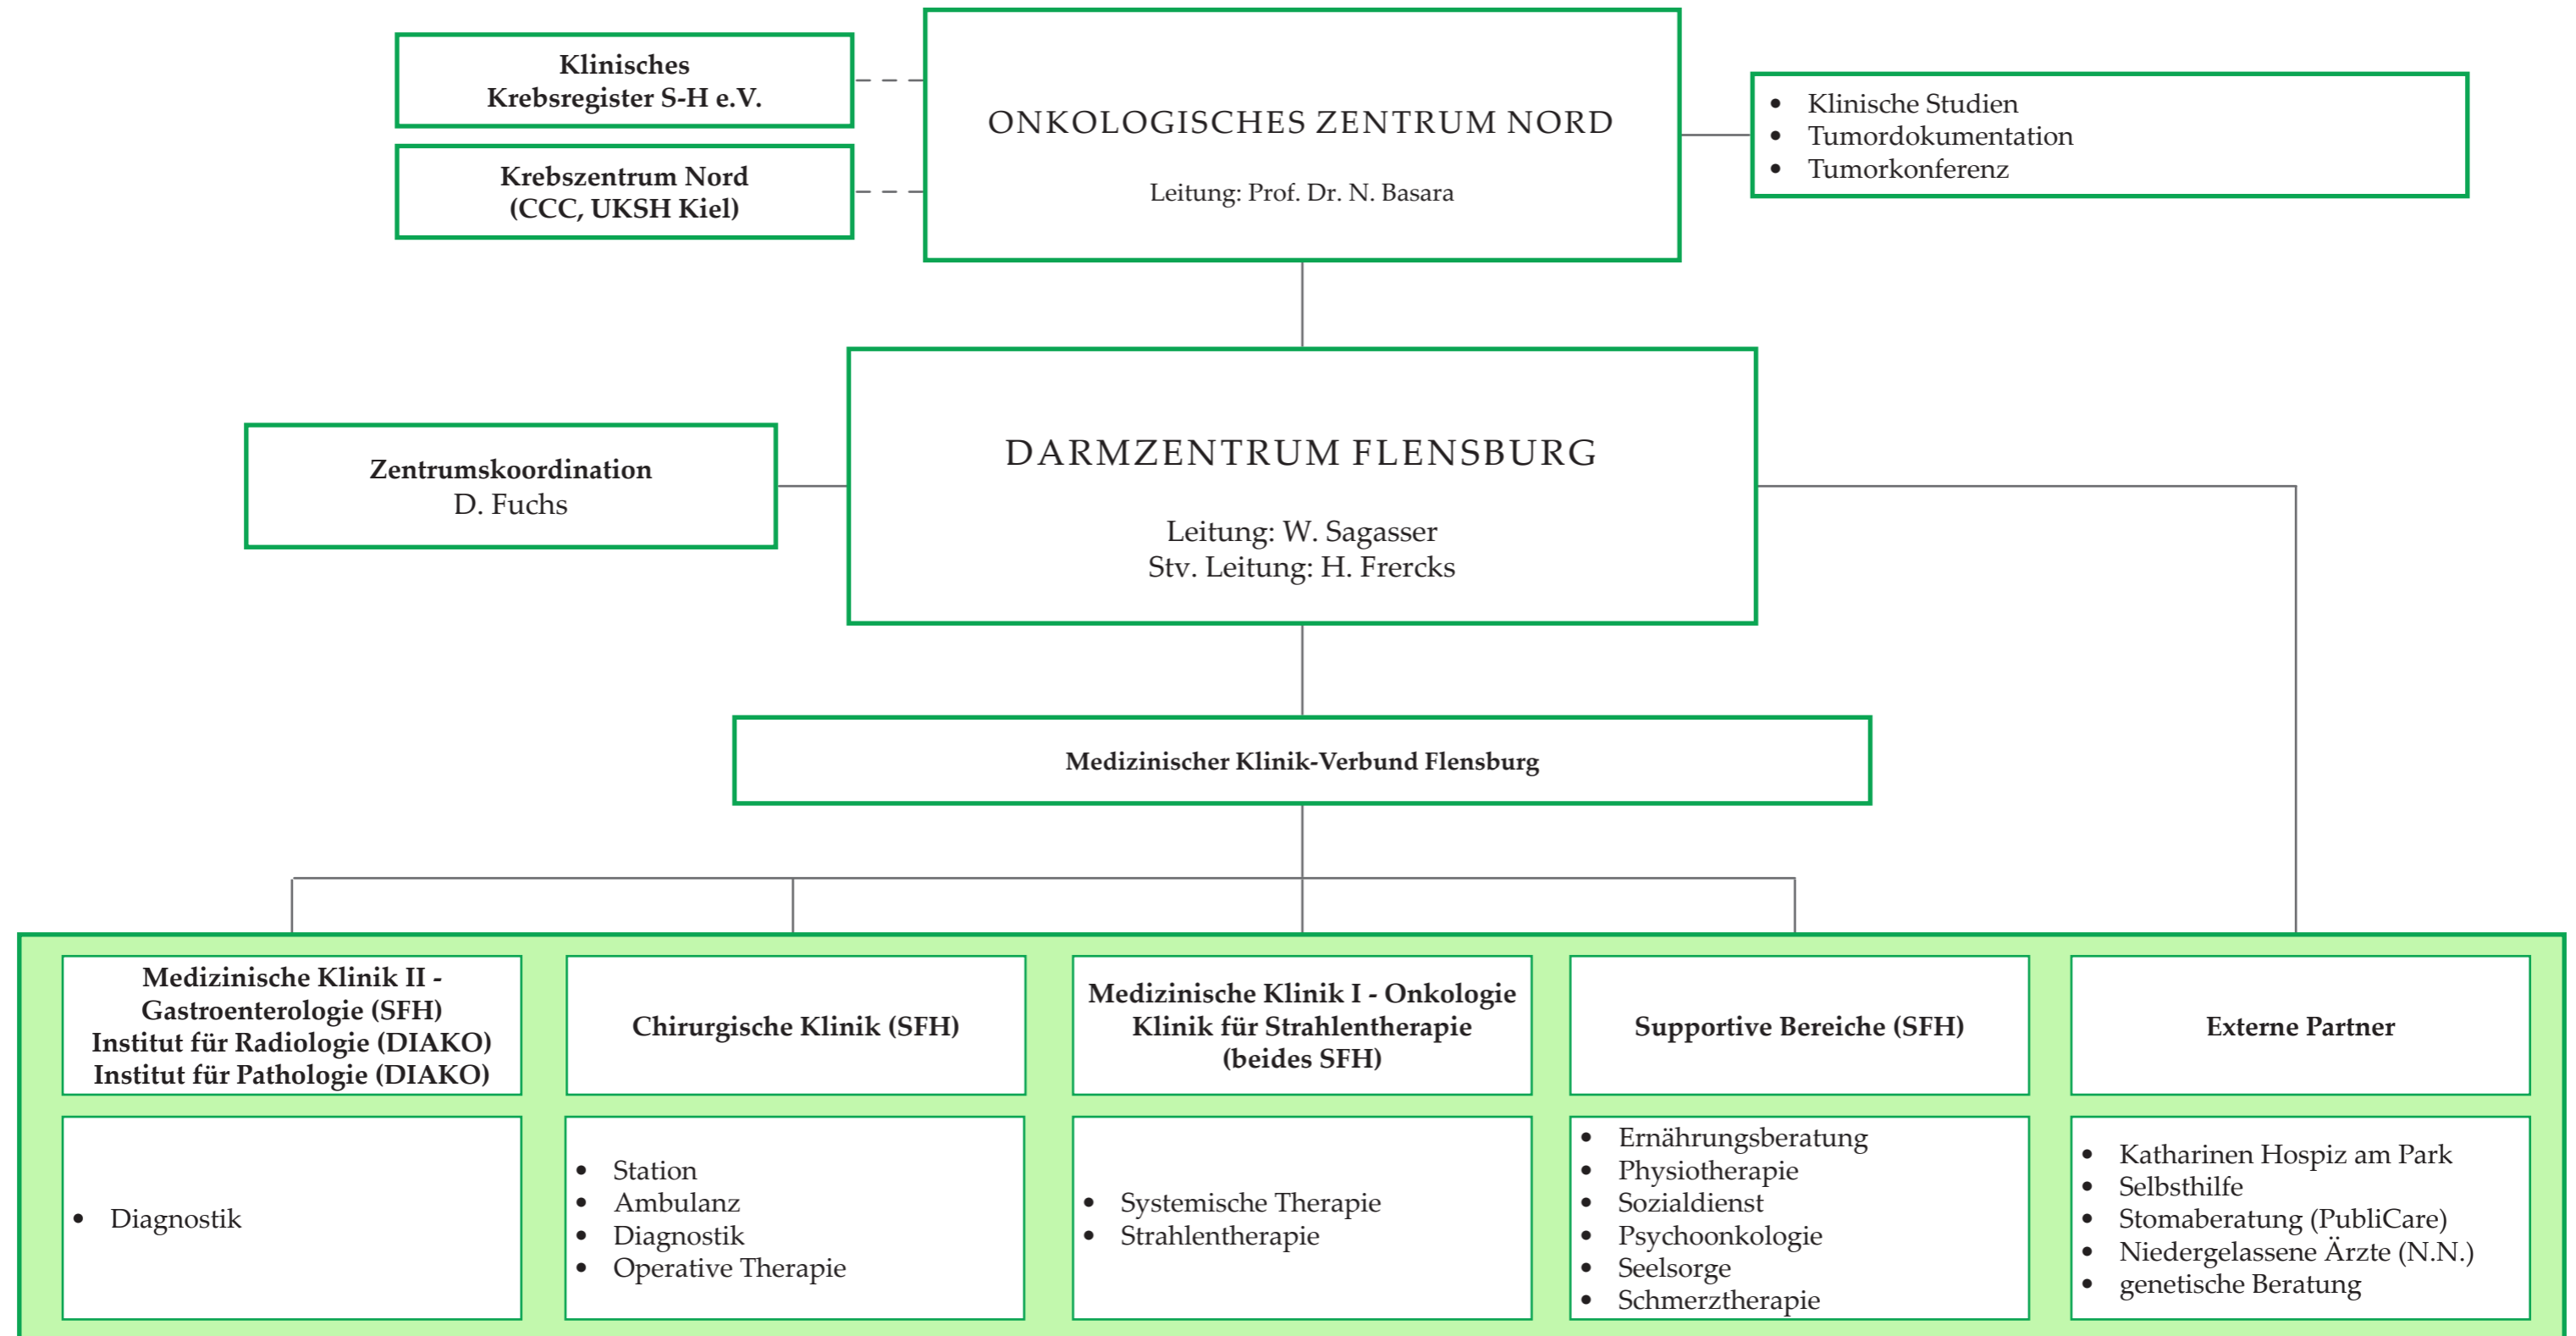 Klinisches
Krebsregister S-H e.V.
Krebszentrum Nord
(CCC, UKSH Kiel)
ONKOLOGISCHES ZENTRUM NORD
Leitung: Prof. Dr. N. Basara
• Klinische Studien
• Tumordokumentation
• Tumorkonferenz
Zentrumskoordination
D. Fuchs
DARMZENTRUM FLENSBURG
Leitung: W. Sagasser
Stv. Leitung: H. Frercks
Medizinischer Klinik-Verbund Flensburg
Medizinische Klinik II -
Gastroenterologie (SFH)
Institut für Radiologie (DIAKO)
Institut für Pathologie (DIAKO)
• Diagnostik
Chirurgische Klinik (SFH)
• Station
• Ambulanz
• Diagnostik
• Operative Therapie
Medizinische Klinik I - Onkologie
Klinik für Strahlentherapie
(beides SFH)
• Systemische Therapie
• Strahlentherapie
Supportive Bereiche (SFH)
• Ernährungsberatung
• Physiotherapie
• Sozialdienst
• Psychoonkologie
• Seelsorge
• Schmerztherapie
Externe Partner
• Katharinen Hospiz am Park
• Selbsthilfe
• Stomaberatung (PubliCare)
• Niedergelassene Ärzte (N.N.)
• genetische Beratung